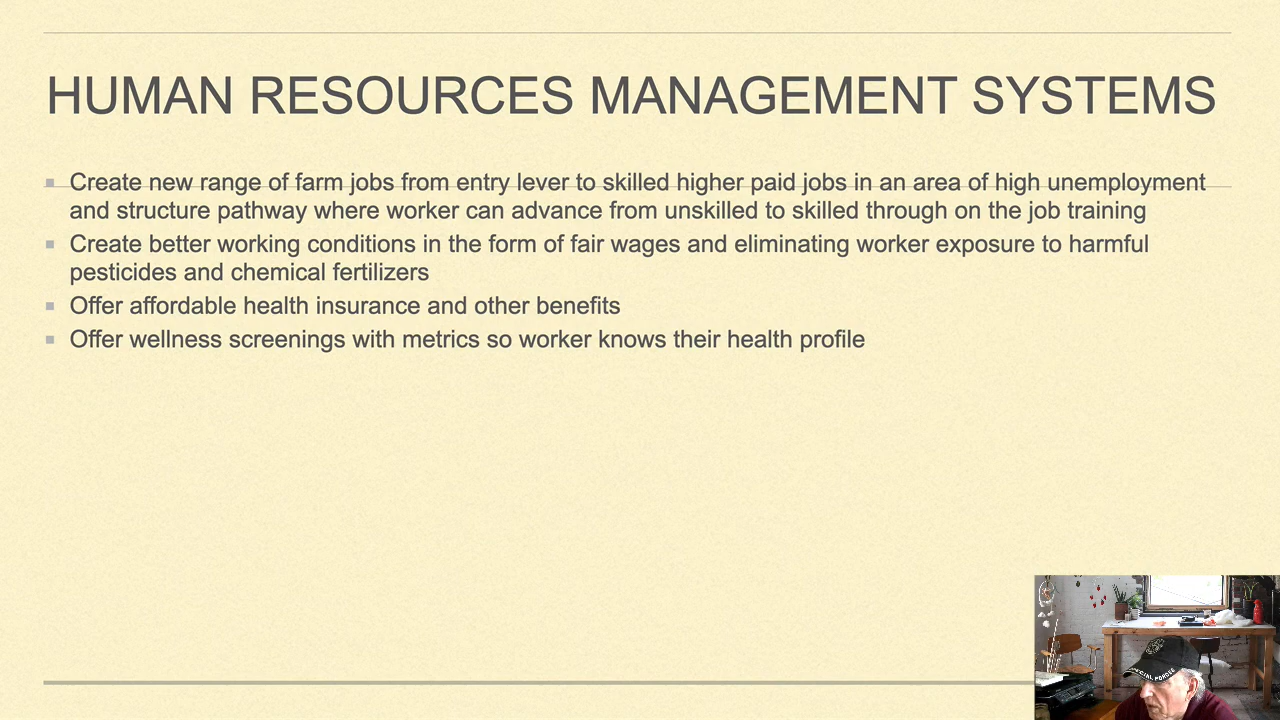 HUMAN RESOURCES MANAGEMENT SYSTEMS
Create new range of farm jobs from entry lever to skilled higher paid jobs in an area of high unemployment
and structure pathway where worker can advance from unskilled to skilled through on the job training
Create better working conditions in the form of fair wages and eliminating worker exposure to harmful
pesticides and chemical fertilizers
Offer affordable health insurance and other benefits
Offer wellness screenings with metrics so worker knows their health profile
SPECIAL FORCES